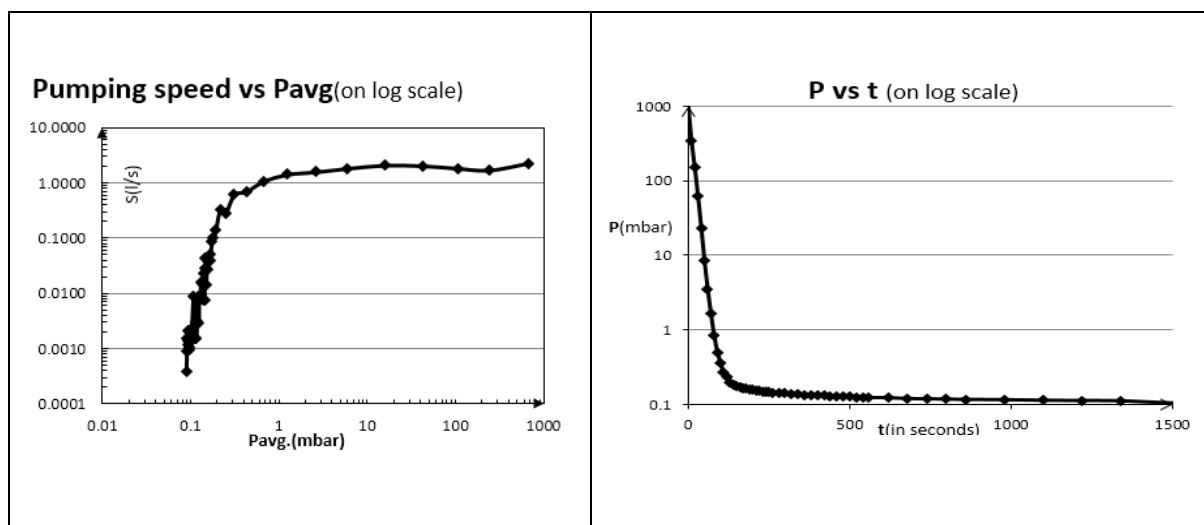 Pumping speed vs Pavg(on log scale)
10.0000
1.0000
0.1000
0.0100
0.0010
0.0001
S(l/s)
0.01 0.1 1 10 100 1000
Pavg.(mbar)
P vs t (on log scale)
1000
100
P(mbar)
10
1
0.1
0 500 1000 1500
t(in seconds)